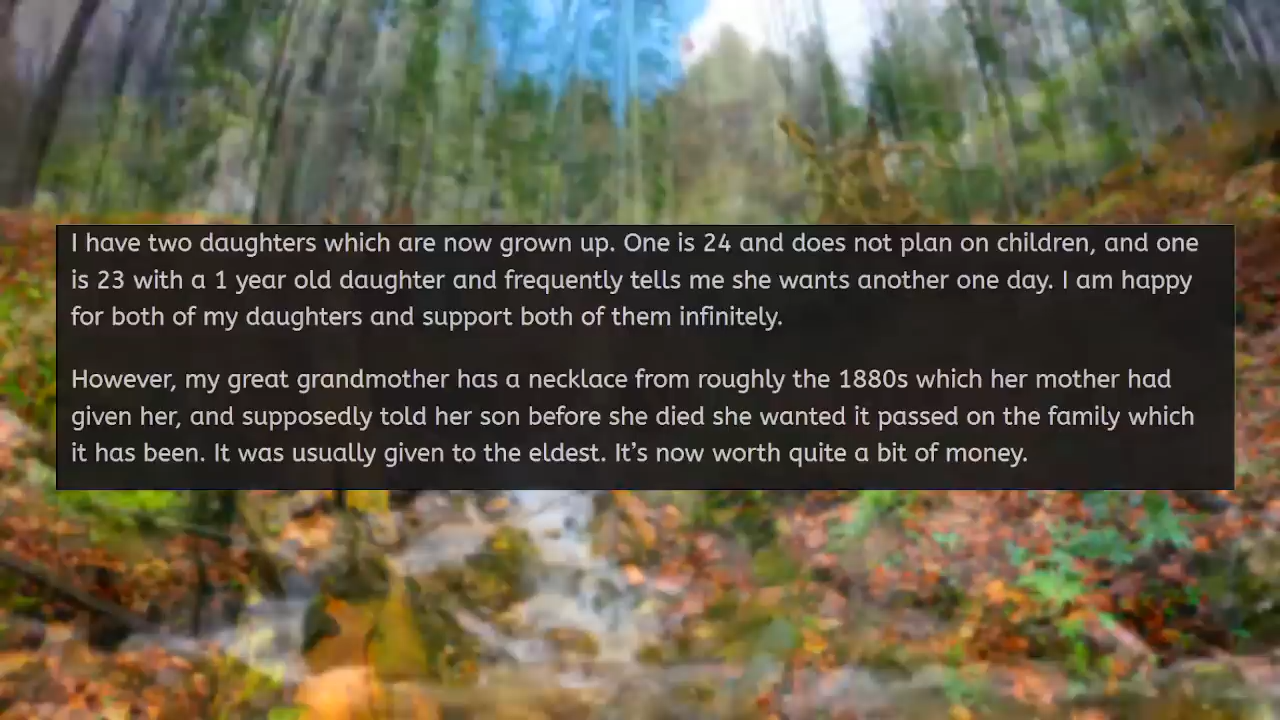 I have two daughters which are now grown up. One is 24 and does not plan on children, and one
is 23 with a 1 year old daughter and frequently tells me she wants another one day. I am happy
for both of my daughters and support both of them infinitely.
However, my great grandmother has a necklace from roughly the 1880s which her mother had
given her, and supposedly told her son before she died she wanted it passed on the family which
it has been. It was usually given to the eldest. It’s now worth quite a bit of money.